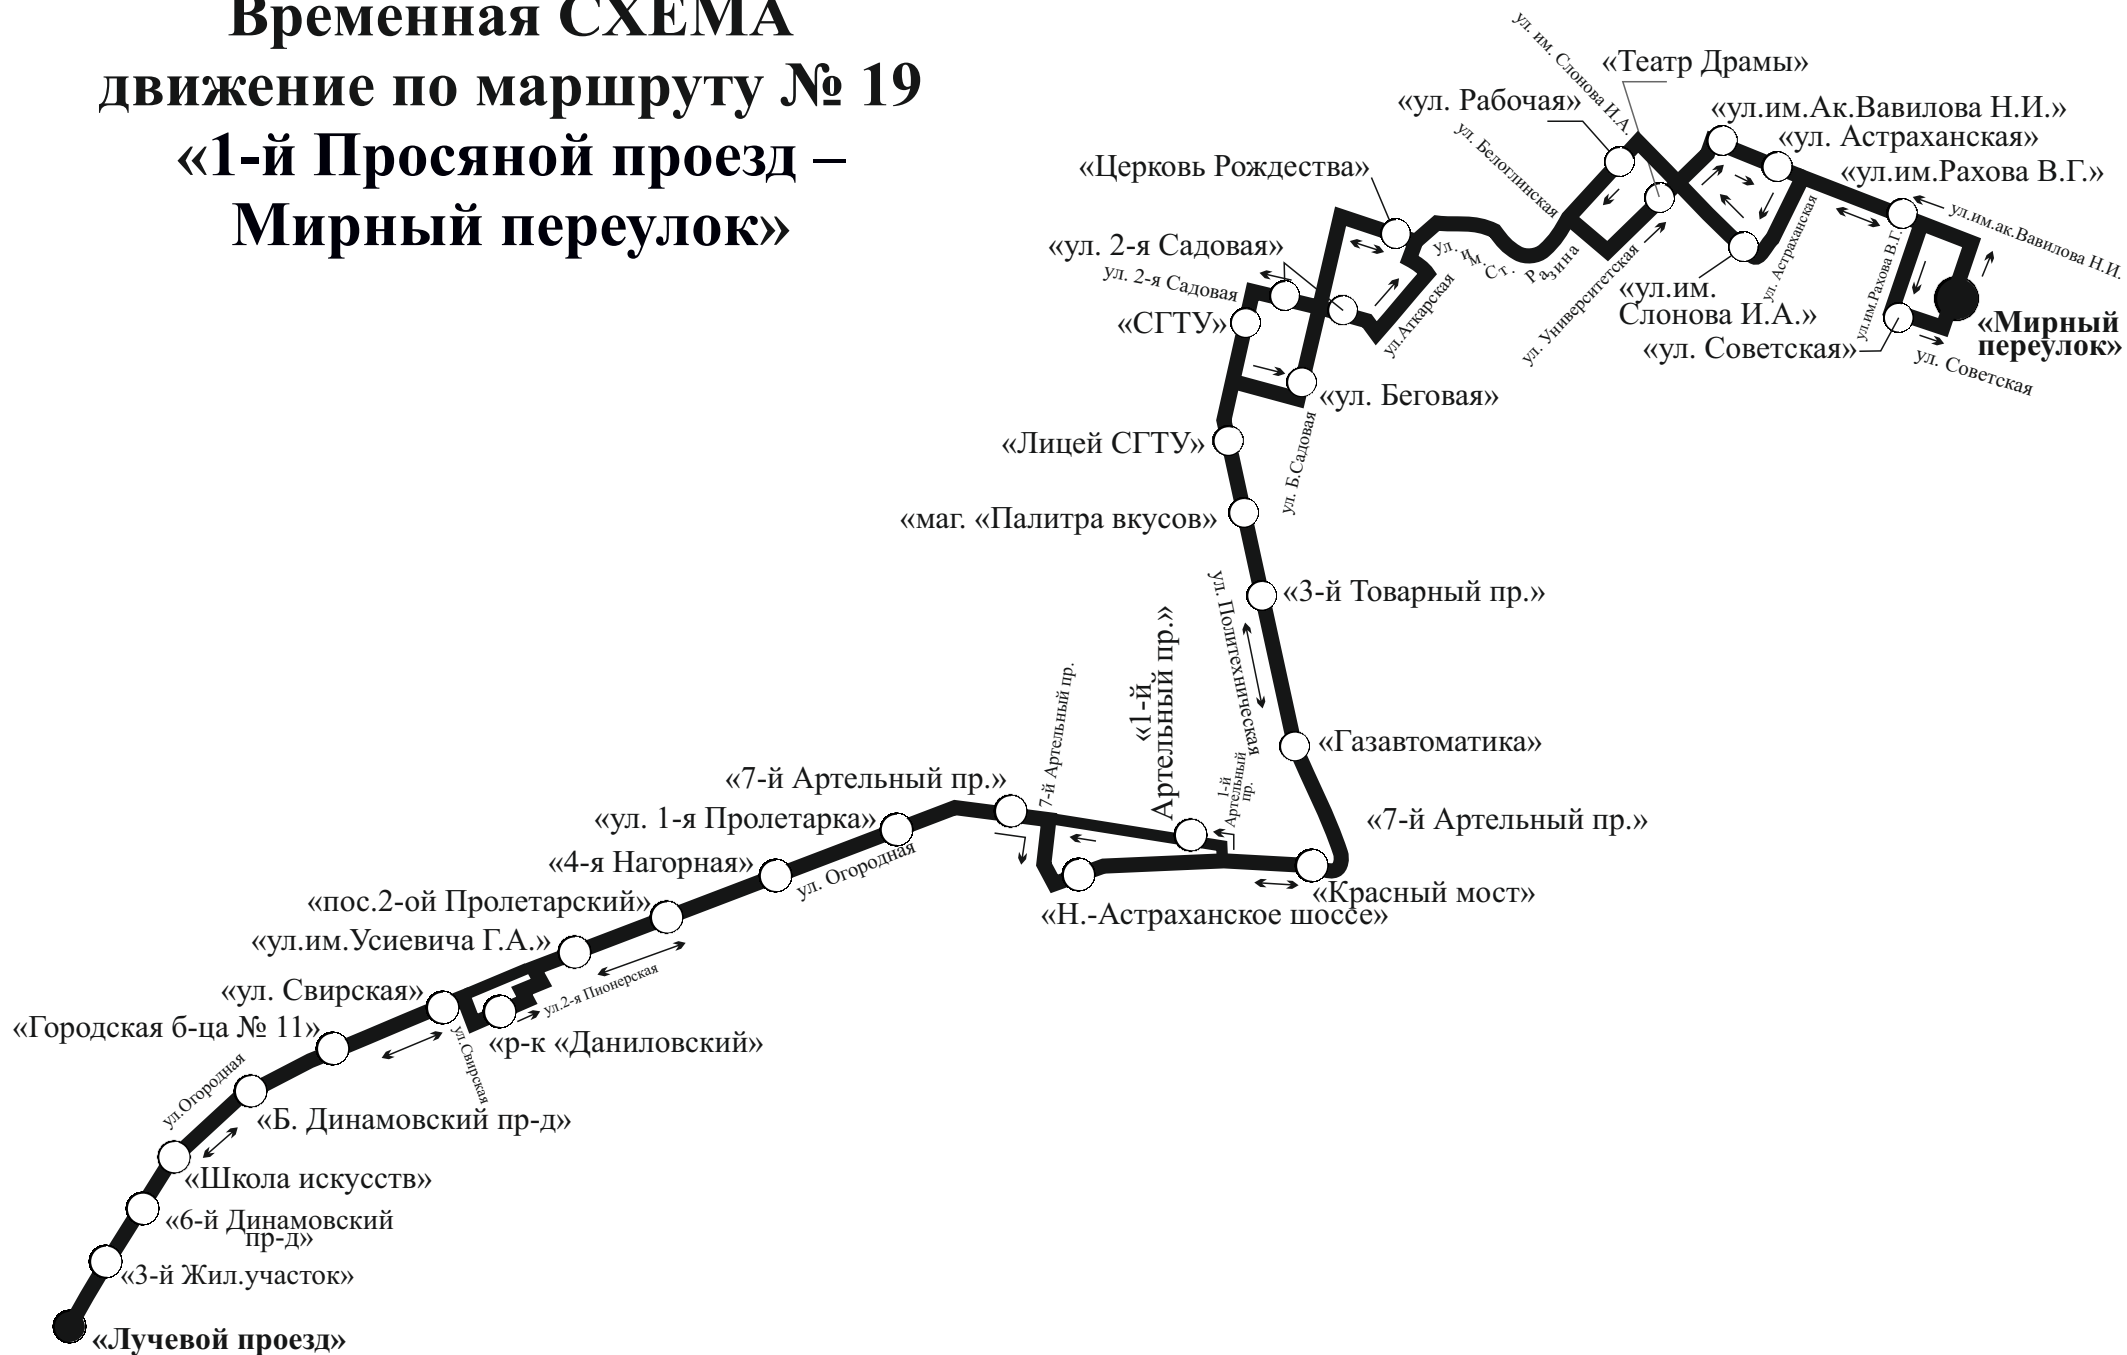 Временная СХЕМА
движение по маршруту № 19
«1-й Просяной проезд –
Мирный переулок»
ул. им. Слонова И.А.
«Театр Драмы»
«ул. Рабочая»
«ул.им.Ак.Вавилова Н.И.»
«ул. Астраханская»
«ул.им.Рахова В.Г.»
ул. Белоглинская
«Церковь Рождества»
ул.им.ак.Вавилова Н.И.
«ул. 2-я Садовая»
ул. 2-я Садовая
ул. им. Ст. Разина
ул. Астраханская
ул.им.Рахова В.Г.
ул.Аткарская
ул. Университетская
«ул.им.
Слонова И.А.»
«СГТУ»
«Мирный
переулок»
«ул. Советская»
ул. Советская
«ул. Беговая»
ул. Б.Садовая
«Лицей СГТУ»
«маг. «Палитра вкусов»
«3-й Товарный пр.»
ул. Политехническая
«1-й
Артельный пр.»
7-й Артельный пр.
1-й
Артельный
пр.
«Газавтоматика»
«7-й Артельный пр.»
«7-й Артельный пр.»
«ул. 1-я Пролетарка»
ул. Огородная
«4-я Нагорная»
«Красный мост»
«Н.-Астраханское шоссе»
«пос.2-ой Пролетарский»
«ул.им.Усиевича Г.А.»
ул.2-я Пионерская
«ул. Свирская»
«Городская б-ца № 11»
«р-к «Даниловский»
ул.Свирская
ул.Огородная
«Б. Динамовский пр-д»
«Школа искусств»
«6-й Динамовский
пр-д»
«3-й Жил.участок»
«Лучевой проезд»